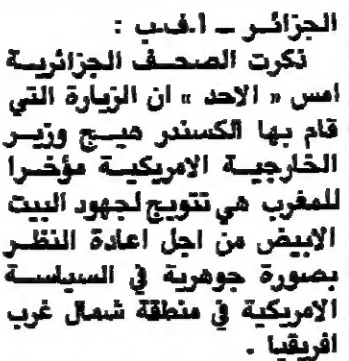 الجزائر ـ ا.ف.ب :
ذكرت الصحف الجزائرية
امس « الاحد » ان الزيارة التي
قام بها الكسندر هيج وزير
الخارجية الامريكية مؤخرا
للمغرب هي تتويج لجهود البيت
الابيض من اجل اعادة النظر
بصورة جوهرية في السياسة
الامريكية في منطقة شمال غرب
افريقيا .